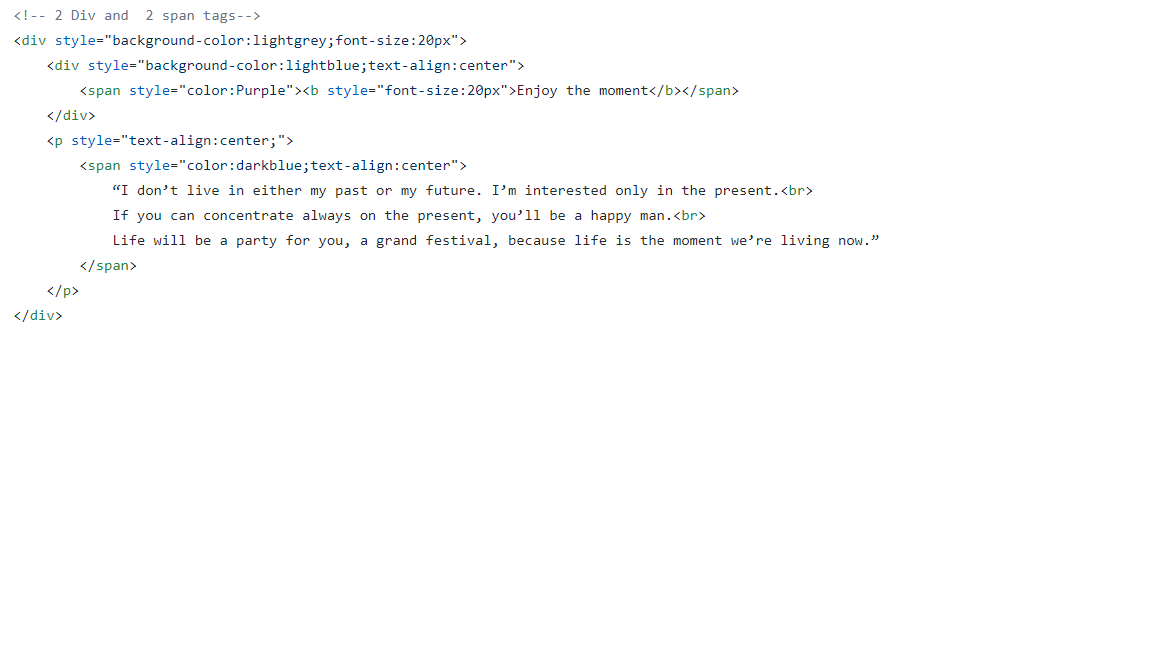 <!-- 2 Div and  2 span tags-->
<div style="background-color:lightgrey;font-size:20px">
    <div style="background-color:lightblue;text-align:center">
        <span style="color:Purple"><b style="font-size:20px">Enjoy the moment</b></span>
    </div>
    <p style="text-align:center;">
        <span style="color:darkblue;text-align:center">
            “I don’t live in either my past or my future. I’m interested only in the present.<br>
            If you can concentrate always on the present, you’ll be a happy man.<br>
            Life will be a party for you, a grand festival, because life is the moment we’re living now.”
        </span>
    </p>
</div>